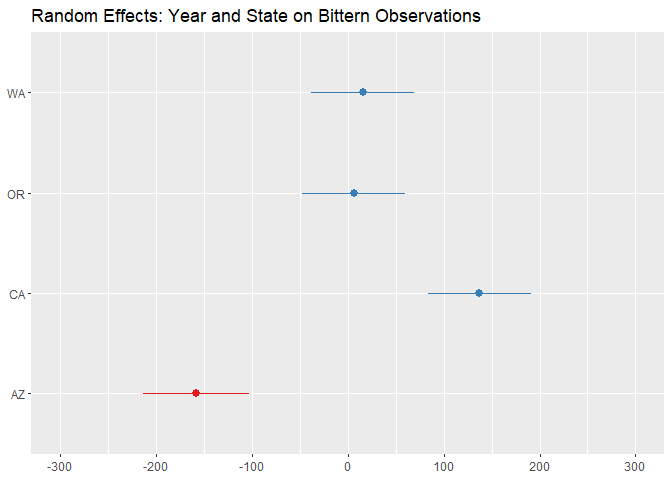 Random Effects: Year and State on Bittern Observations
WA
OR
CA
AZ
-300 -200 -100 0 100 200 300